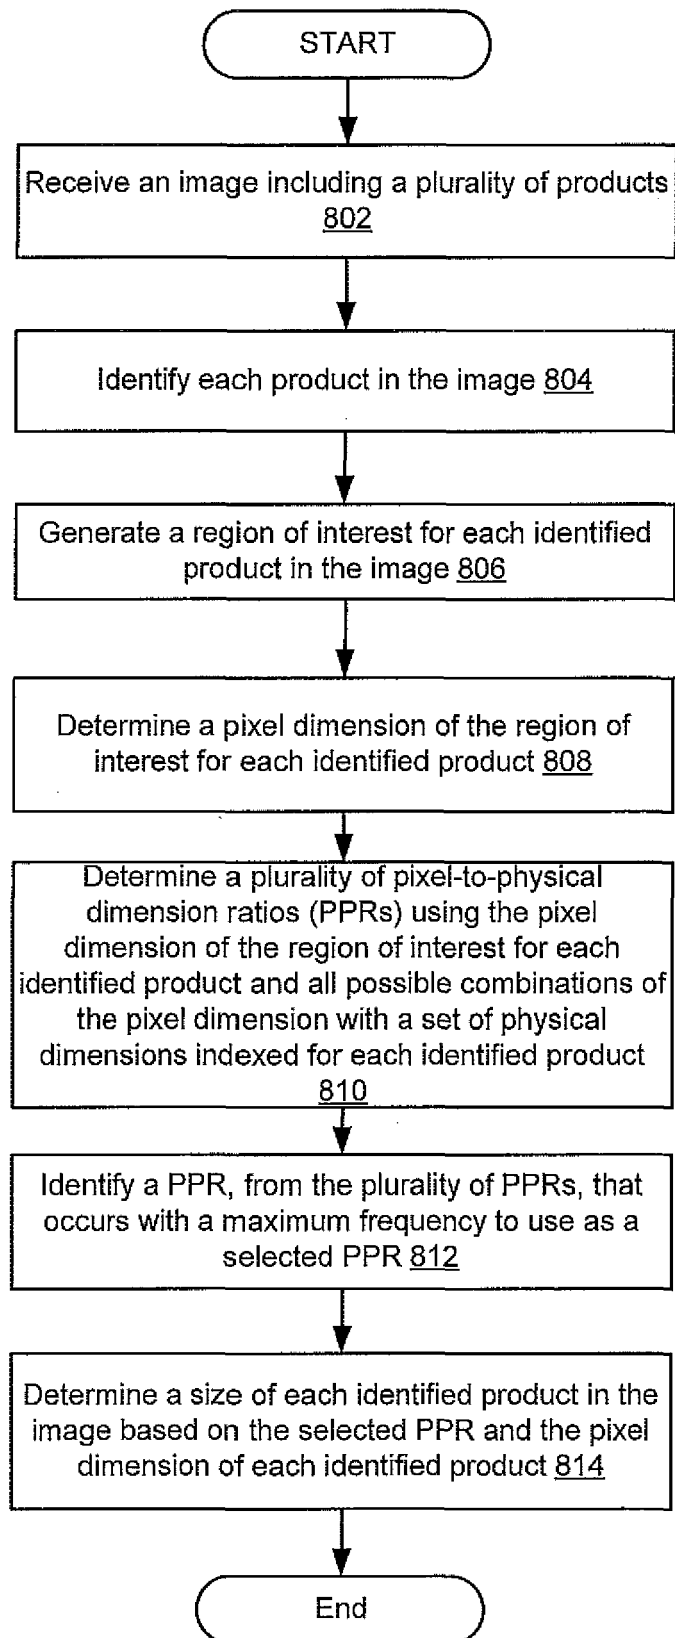 START
Receive an image including a plurality of products
802
Identify each product in the image 804
Generate a region of interest for each identified
product in the image 806
Determine a pixel dimension of the region of
interest for each identified product 808
Determine a plurality of pixel-to-physical
dimension ratios (PPRs) using the pixel
dimension of the region of interest for each
identified product and all possible combinations of
the pixel dimension with a set of physical
dimensions indexed for each identified product
810
Identify a PPR, from the plurality of PPRs, that
occurs with a maximum frequency to use as a
selected PPR 812
Determine a size of each identified product in the
image based on the selected PPR and the pixel
dimension of each identified product 814
End